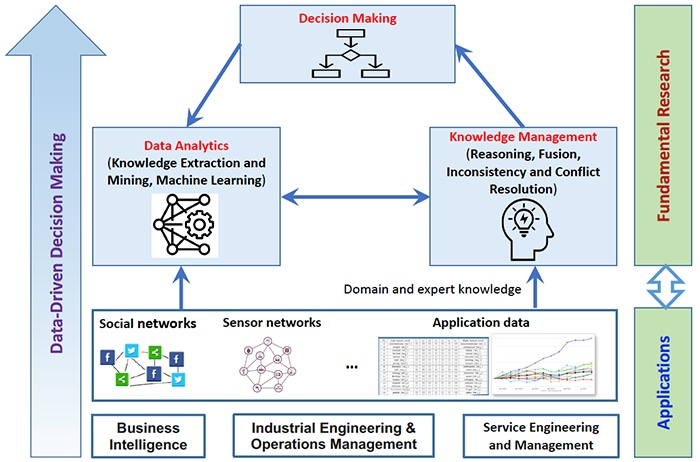 Decision Making
Data Analytics
(Knowledge Extraction and
Mining, Machine Learning)
Knowledge Management
(Reasoning, Fusion,
Inconsistency and Conflict
Resolution)
Data-Driven Decision Making
Fundamental Research
Domain and expert knowledge
Social networks
Sensor networks
...
Application data
Applications
Business
Intelligence
Industrial Engineering &
Operations Management
Service Engineering
and Management